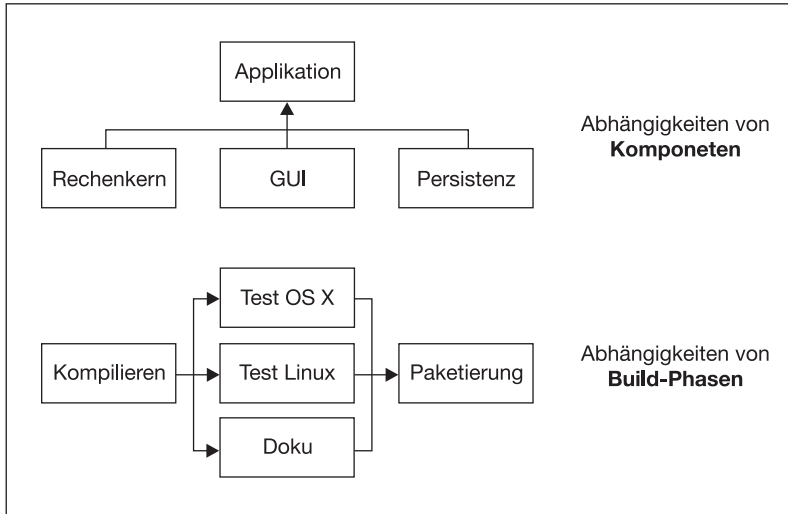 Applikation
Rechenkern
GUI
Persistenz
Abhängigkeiten von
Komponeten
Test OS X
Kompilieren
Test Linux
Paketierung
Doku
Abhängigkeiten von
Build-Phasen